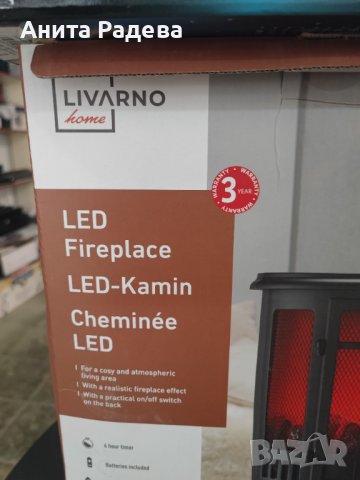 Анита Радева
LIVARNO
home
WARRANTY
3 YEAR
WARRANTY
LED
Fireplace
LED-Kamin
Cheminée
LED
I For a cosy and atmospheric
living area
I With a realistic fireplace effect
I With a practical on/off switch
on the back
6 hour timer
Batteries included
BAZAR